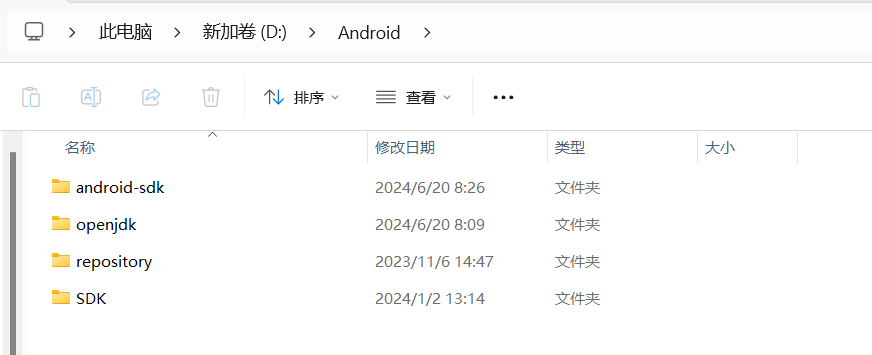 此电脑 新加卷 (D:) Android
排序 查看
名称 修改日期 类型 大小
android-sdk 2024/6/20 8:26 文件夹
openjdk 2024/6/20 8:09 文件夹
repository 2023/11/6 14:47 文件夹
SDK 2024/1/2 13:14 文件夹